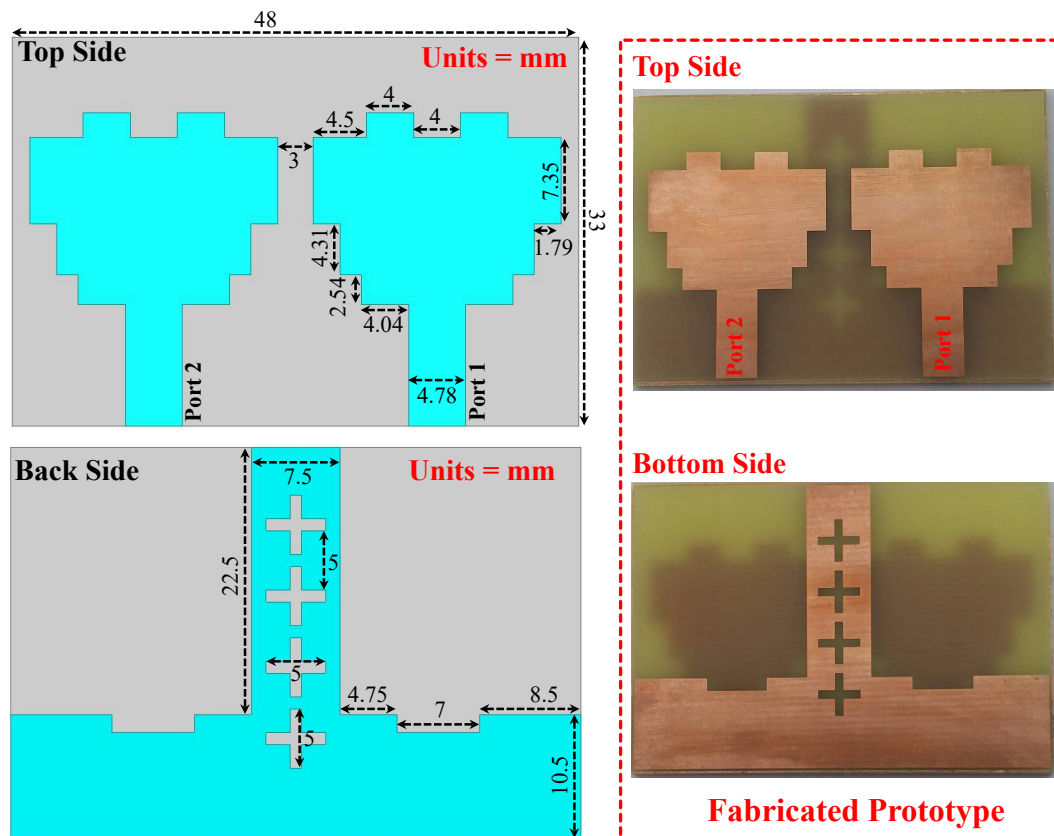 48
Top Side
Units = mm
4
4.5
4
3
7.35
33
4.31
1.79
2.54
4.04
4.78
Port 2
Port 1
Back Side
Units = mm
7.5
22.5
5
5
4.75
7
8.5
5
10.5
Top Side
Port 2
Port 1
Bottom Side
Fabricated Prototype